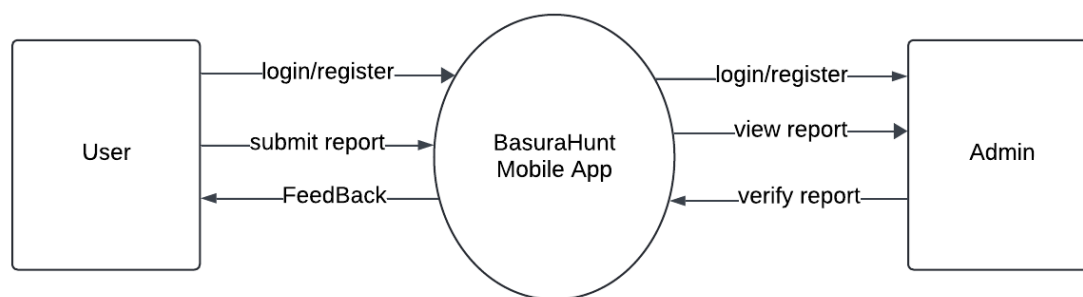 User
login/register
submit report
FeedBack
BasuraHunt
Mobile App
login/register
view report
verify report
Admin